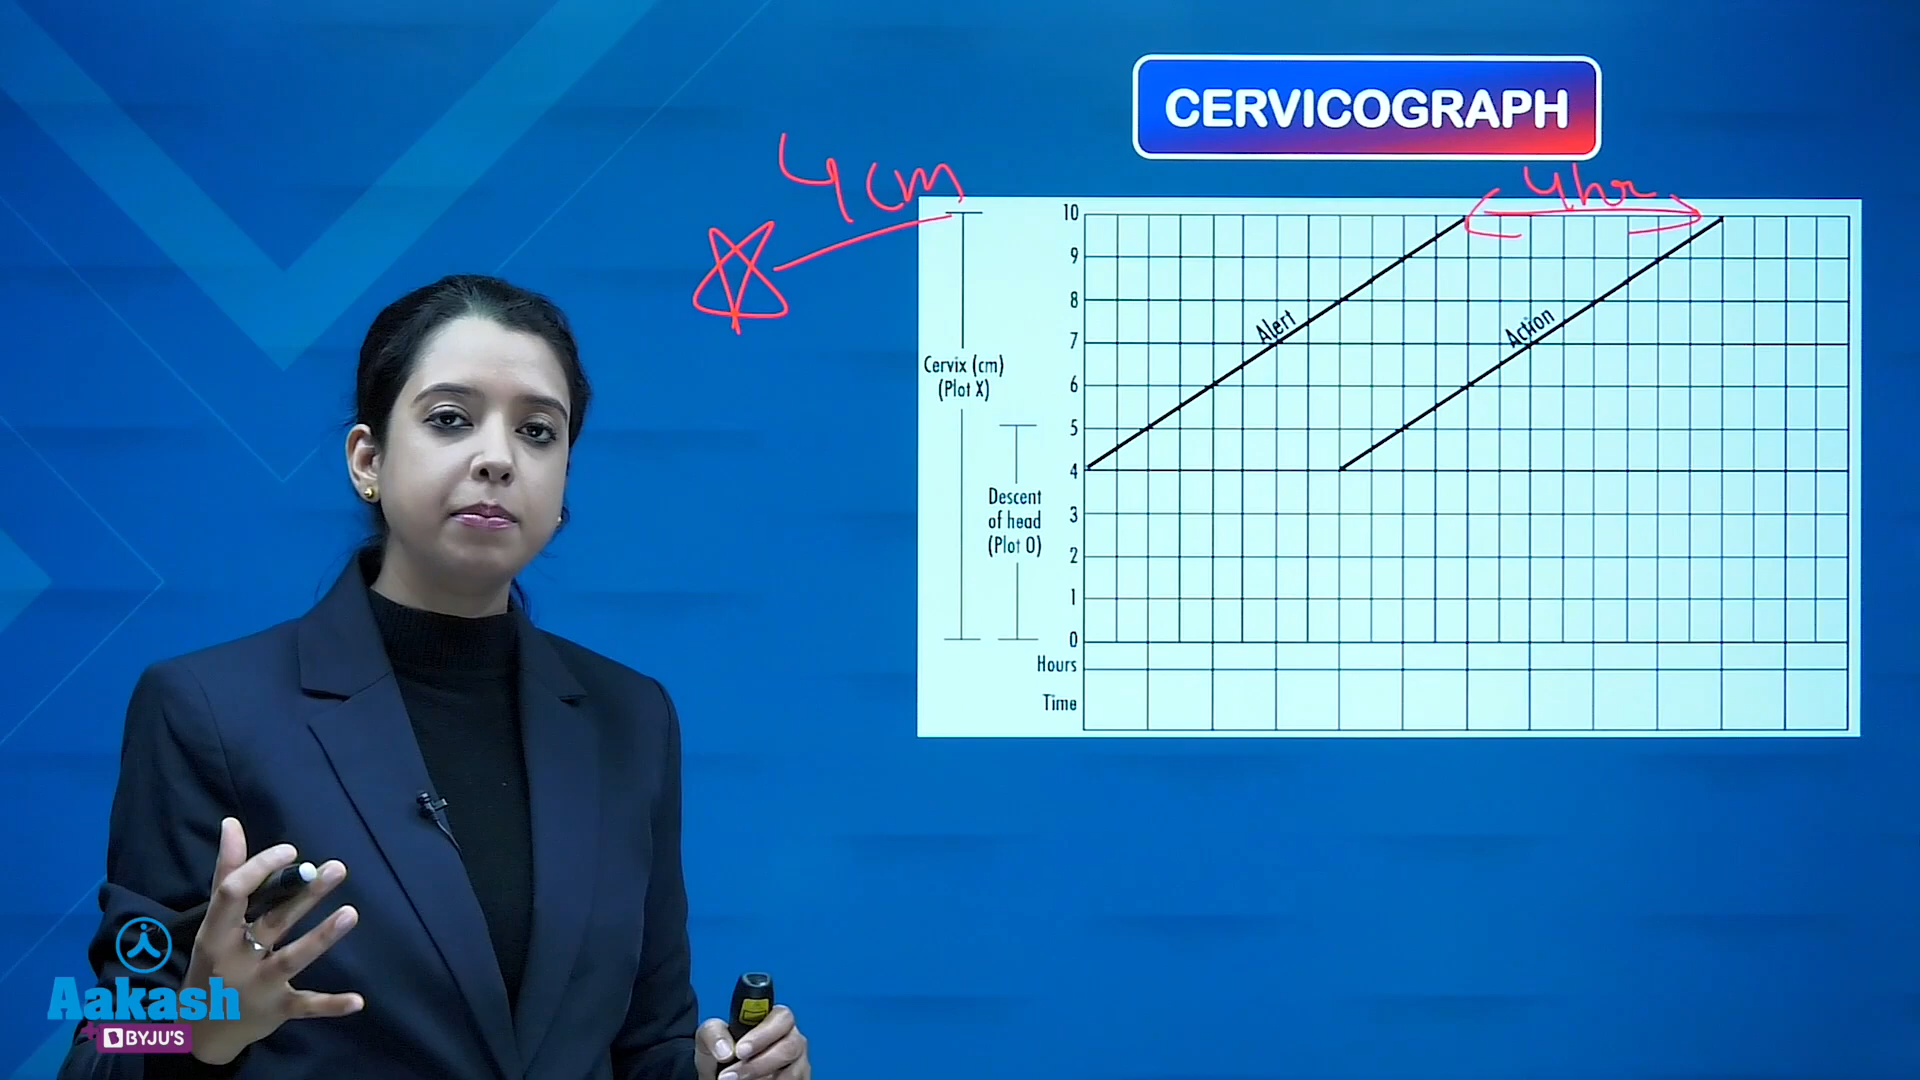 CERVICOGRAPH
4cm
4hr
10
9
8
7
6
5
4
3
2
1
0
Cervix (cm)
(Plot X)
Descent
of head
(Plot O)
Alert
Action
Hours
Time
Aakash
+ BYJU'S